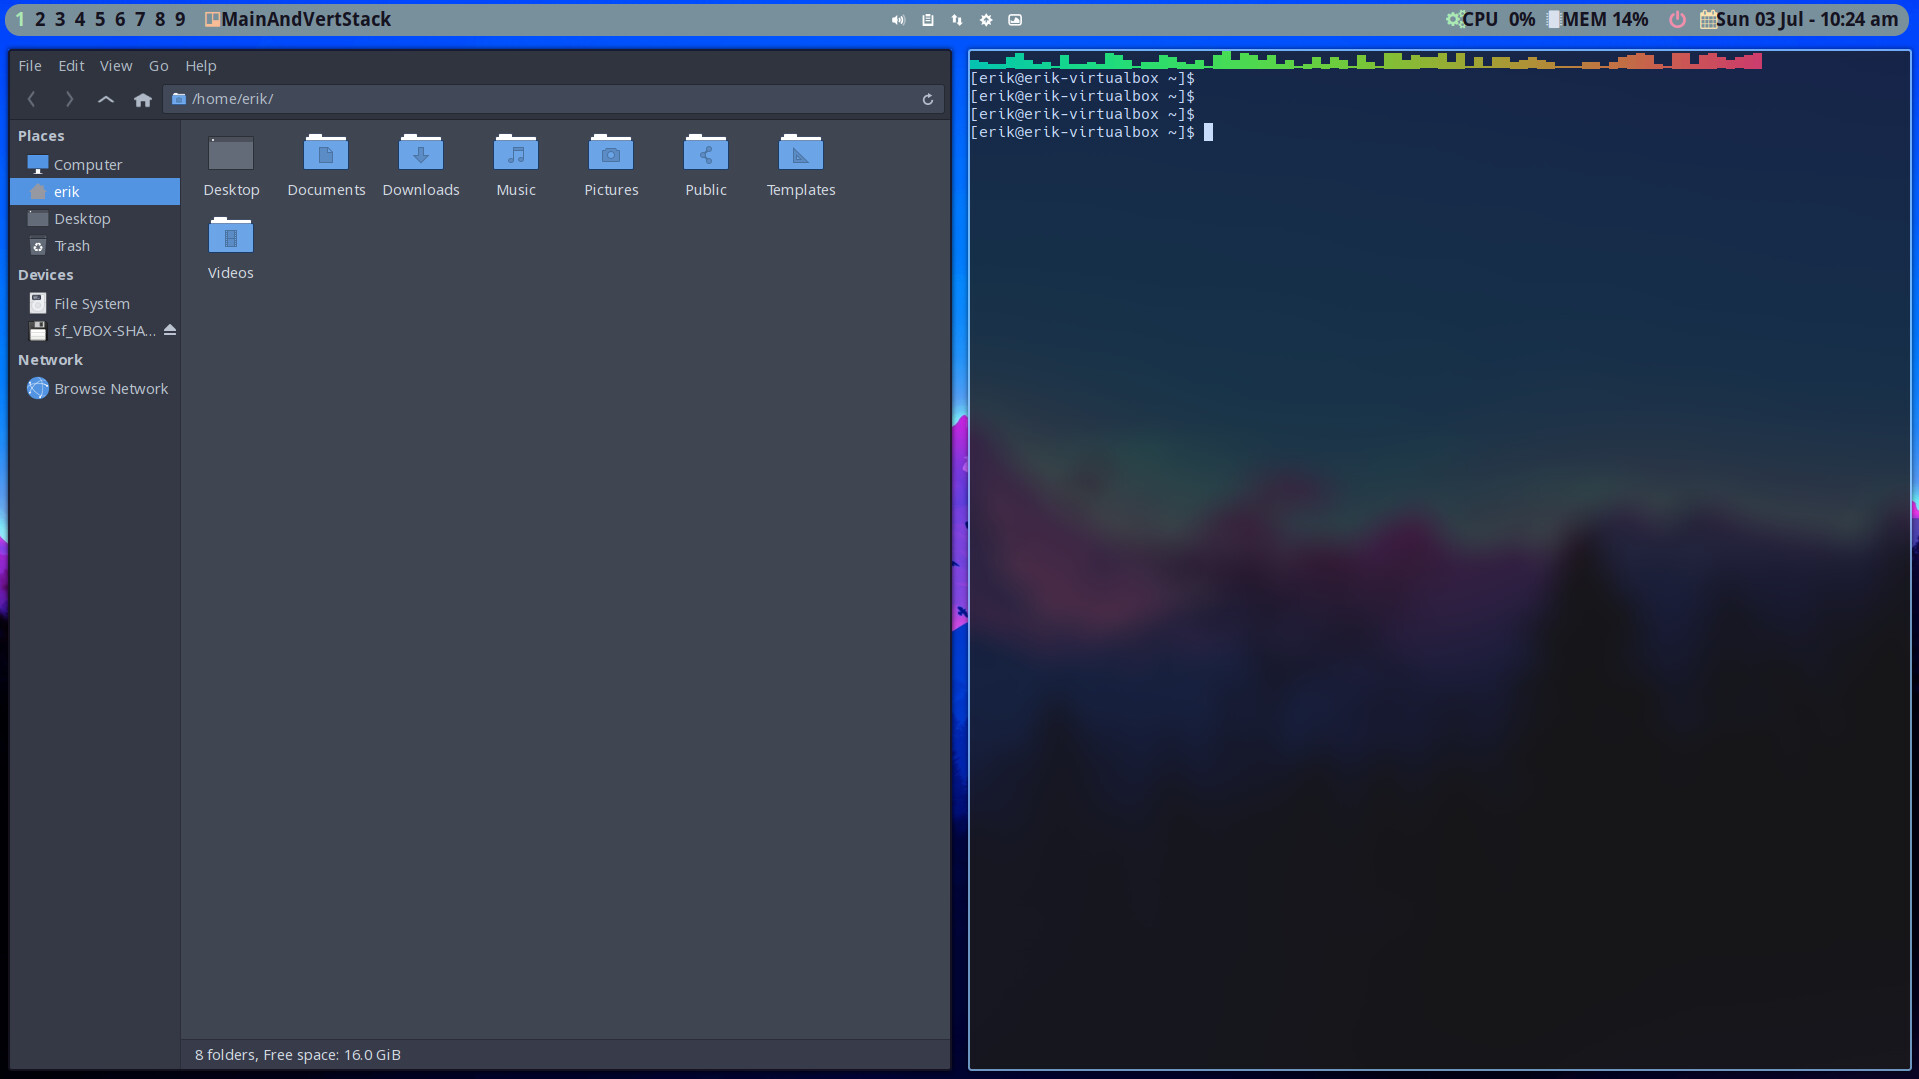 1 2 3 4 5 6 7 8 9 MainAndVertStack CPU 0% MEM 14% Sun 03 Jul - 10:24 am
File Edit View Go Help
/home/erik/
Places
Computer
erik
Desktop
Trash
Devices
File System
sf_VBOX-SHA...
Network
Browse Network
Desktop Documents Downloads Music Pictures Public Templates
Videos
8 folders, Free space: 16.0 GiB
[erik@erik-virtualbox ~]$
[erik@erik-virtualbox ~]$
[erik@erik-virtualbox ~]$
[erik@erik-virtualbox ~]$